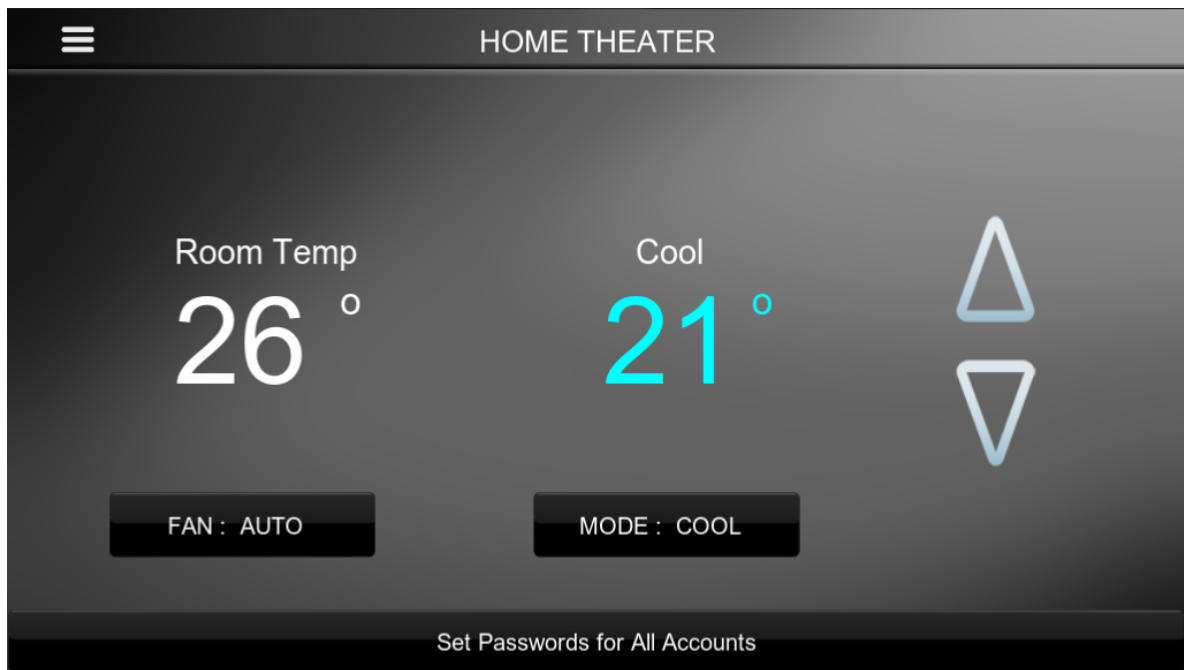 HOME THEATER
Room Temp
26°
Cool
21°
FAN : AUTO
MODE : COOL
Set Passwords for All Accounts